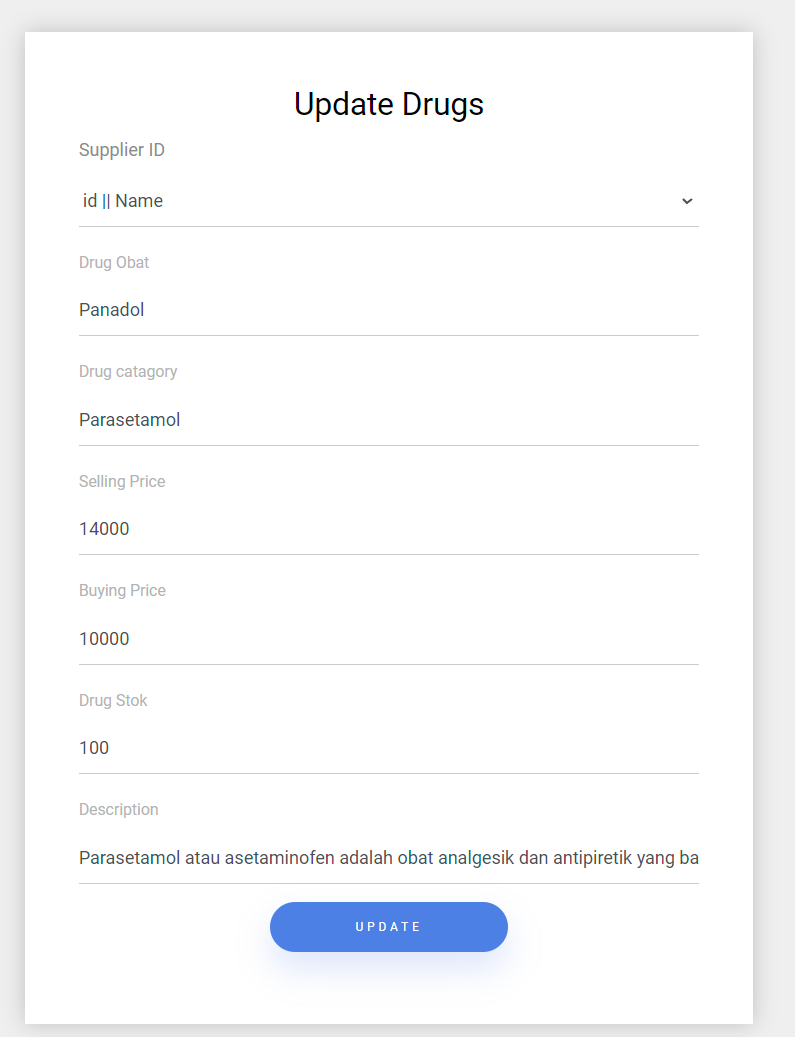 Update Drugs
Supplier ID
id || Name
Drug Obat
Panadol
Drug catagory
Parasetamol
Selling Price
14000
Buying Price
10000
Drug Stok
100
Description
Parasetamol atau asetaminofen adalah obat analgesik dan antipiretik yang ba
UPDATE